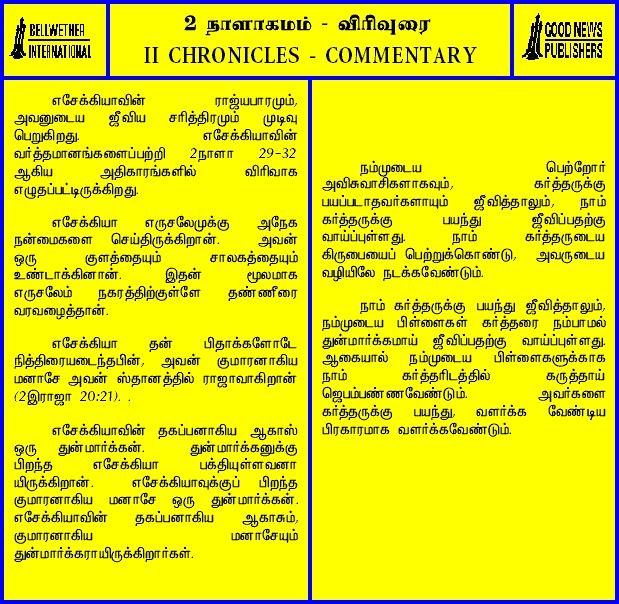 BELLWETHER
INTERNATIONAL
2 நாளாகமம் - விரிவுரை
II CHRONICLES - COMMENTARY
GOOD NEWS
PUBLISHERS
எசேக்கியாவின் ராஜ்யபாரமும்,
அவனுடைய ஜீவிய சரித்திரமும் முடிவு
பெறுகிறது. எசேக்கியாவின்
வர்த்தமானங்களைப்பற்றி 2நாளா 29-32
ஆகிய அதிகாரங்களில் விரிவாக
எழுதப்பட்டிருக்கிறது.
எசேக்கியா எருசலேமுக்கு அநேக
நன்மைகளை செய்திருக்கிறான். அவன்
ஒரு குளத்தையும் சாலகத்தையும்
உண்டாக்கினான். இதன் மூலமாக
எருசலேம் நகரத்திற்குள்ளே தண்ணீரை
வரவழைத்தான்.
எசேக்கியா தன் பிதாக்களோடே
நித்திரையடைந்தபின், அவன் குமாரனாகிய
மனாசே அவன் ஸ்தானத்தில் ராஜாவாகிறான்
(2இராஜா 20:21). .
எசேக்கியாவின் தகப்பனாகிய ஆகாஸ்
ஒரு துன்மார்க்கன். துன்மார்க்கனுக்கு
பிறந்த எசேக்கியா பக்தியுள்ளவனா
யிருக்கிறான். எசேக்கியாவுக்குப் பிறந்த
குமாரனாகிய மனாசே ஒரு துன்மார்க்கன்.
எசேக்கியாவின் தகப்பனாகிய ஆகாசும்,
குமாரனாகிய மனாசேயும்
துன்மார்க்கராயிருக்கிறார்கள்.
நம்முடைய பெற்றோர்
அவிசுவாசிகளாகவும், கர்த்தருக்கு
பயப்படாதவர்களாயும் ஜீவித்தாலும், நாம்
கர்த்தருக்கு பயந்து ஜீவிப்பதற்கு
வாய்ப்புள்ளது. நாம் கர்த்தருடைய
கிருபையைப் பெற்றுக்கொண்டு, அவருடைய
வழியிலே நடக்கவேண்டும்.
நாம் கர்த்தருக்கு பயந்து ஜீவித்தாலும்,
நம்முடைய பிள்ளைகள் கர்த்தரை நம்பாமல்
துன்மார்க்கமாய் ஜீவிப்பதற்கு வாய்ப்புள்ளது.
ஆகையால் நம்முடைய பிள்ளைகளுக்காக
நாம் கர்த்தரிடத்தில் கருத்தாய்
ஜெபம்பண்ணவேண்டும். அவர்களை
கர்த்தருக்கு பயந்து, வளர்க்க வேண்டிய
பிரகாரமாக வளர்க்கவேண்டும்.